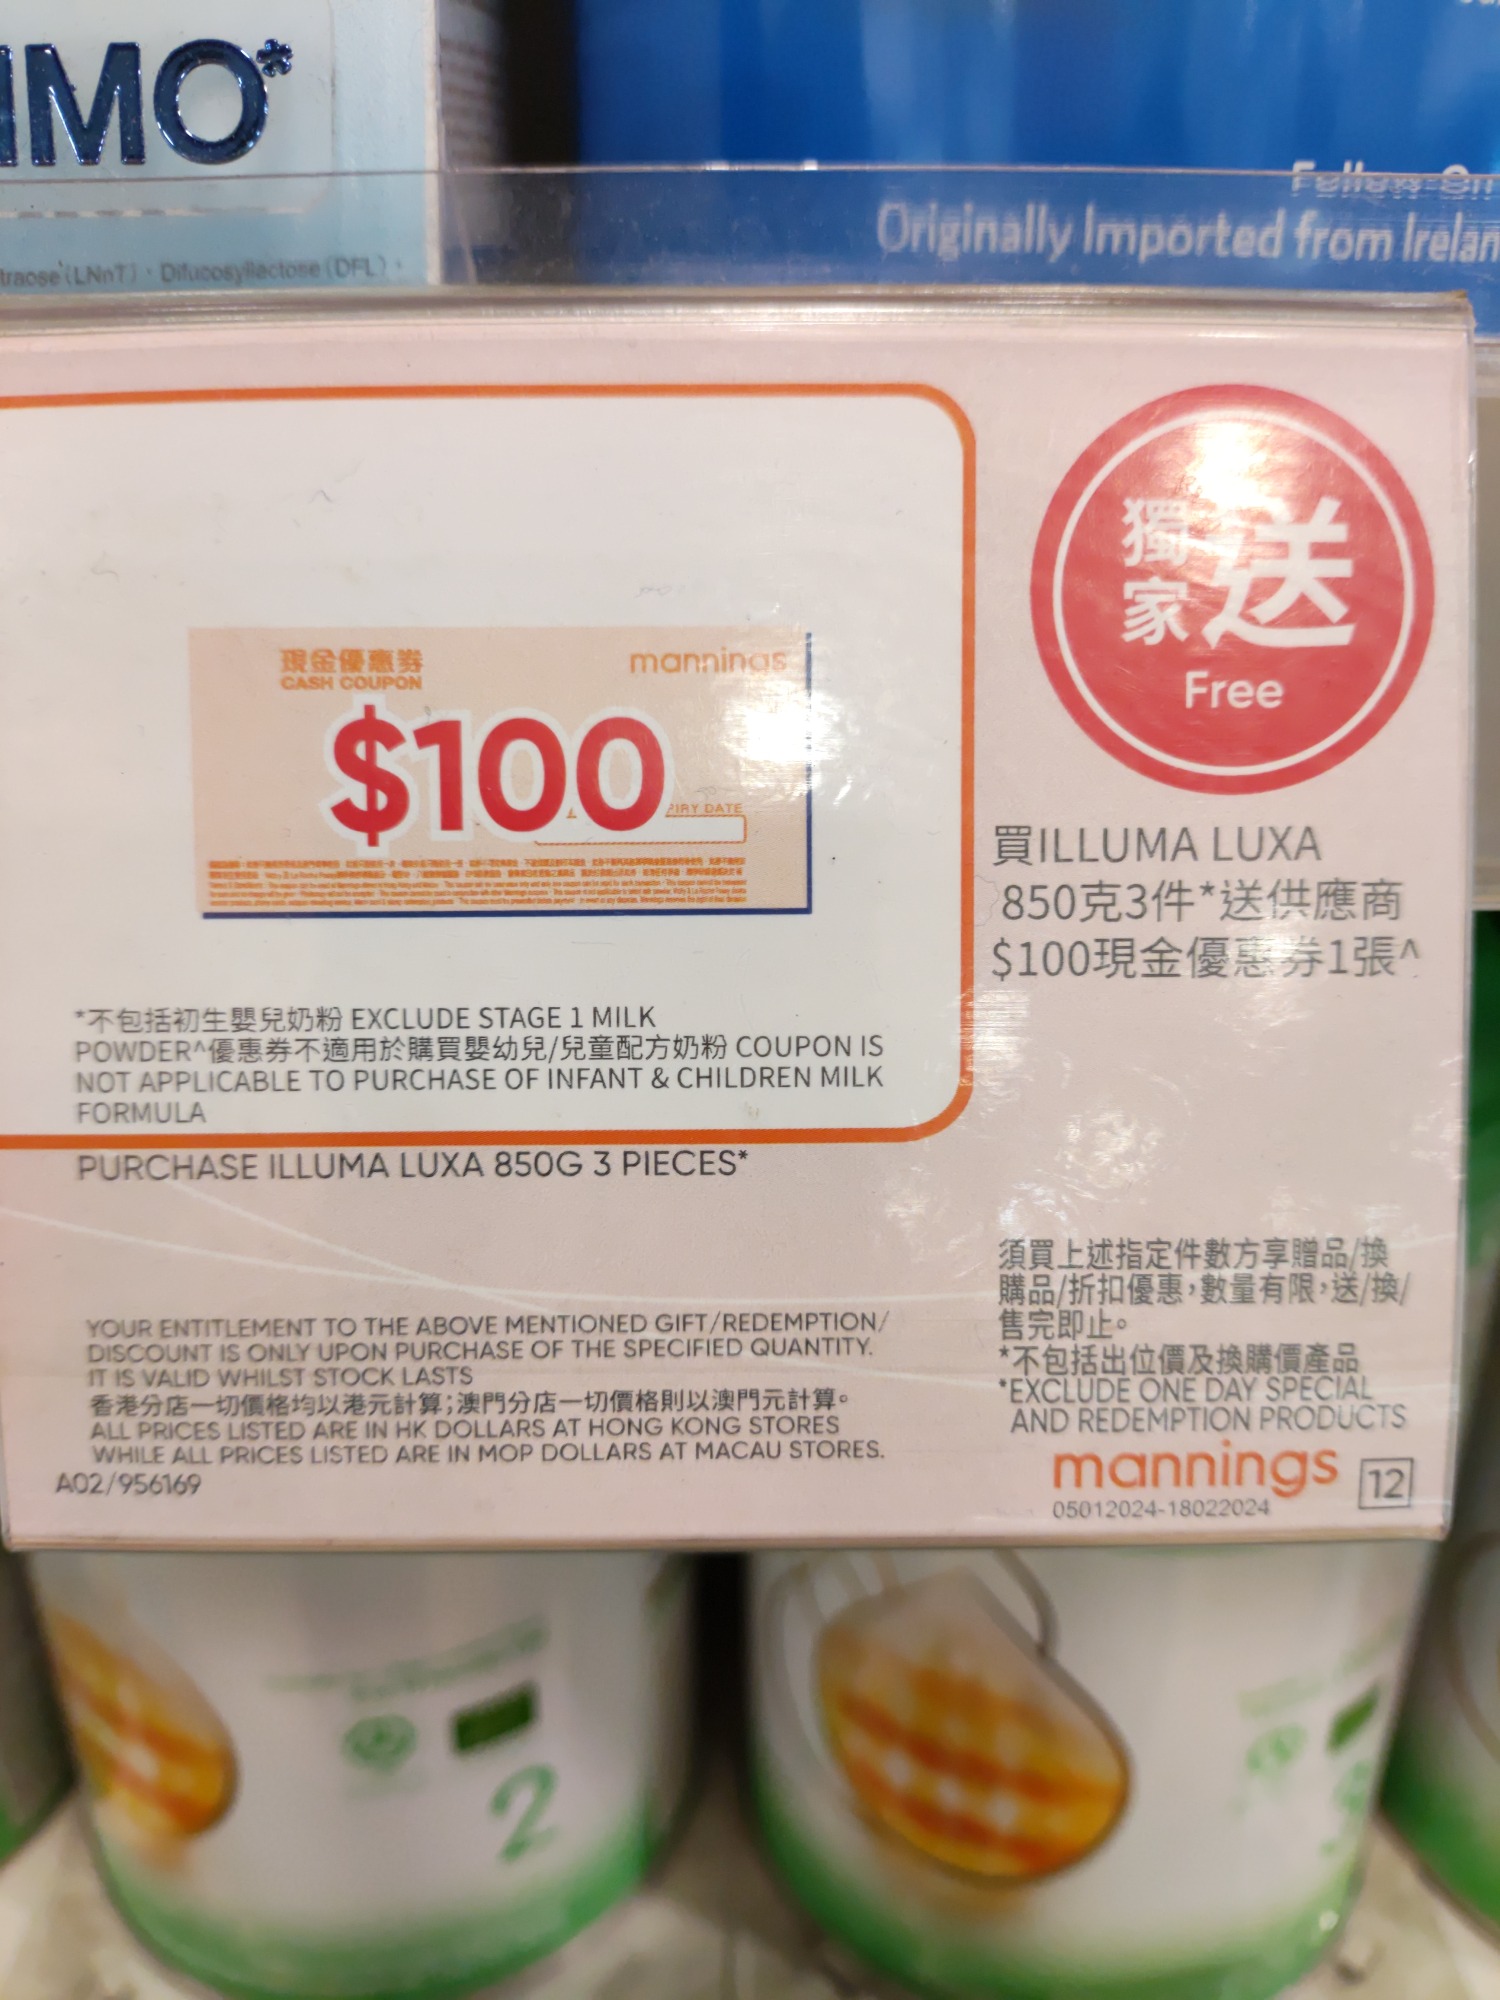 IMO*
traose (LNnT)、Difucosyllactose (DFL)、
Follow-On
Originally Imported from Irelan
獨家送
Free
現金優惠券
CASH COUPON
mannings
$100
PIRY DATE
買ILLUMA LUXA
850克3件*送供應商
$100現金優惠券1張^
*不包括初生嬰兒奶粉 EXCLUDE STAGE 1 MILK
POWDER^優惠券不適用於購買嬰幼兒/兒童配方奶粉 COUPON IS
NOT APPLICABLE TO PURCHASE OF INFANT & CHILDREN MILK
FORMULA
PURCHASE ILLUMA LUXA 850G 3 PIECES*
須買上述指定件數方享贈品/換
購品/折扣優惠,數量有限,送/換/
售完即止。
*不包括出位價及換購價產品
*EXCLUDE ONE DAY SPECIAL
AND REDEMPTION PRODUCTS
YOUR ENTITLEMENT TO THE ABOVE MENTIONED GIFT/REDEMPTION/
DISCOUNT IS ONLY UPON PURCHASE OF THE SPECIFIED QUANTITY.
IT IS VALID WHILST STOCK LASTS
香港分店一切價格均以港元計算;澳門分店一切價格則以澳門元計算。
ALL PRICES LISTED ARE IN HK DOLLARS AT HONG KONG STORES
WHILE ALL PRICES LISTED ARE IN MOP DOLLARS AT MACAU STORES.
A02/956169
mannings 12
05012024-18022024
2